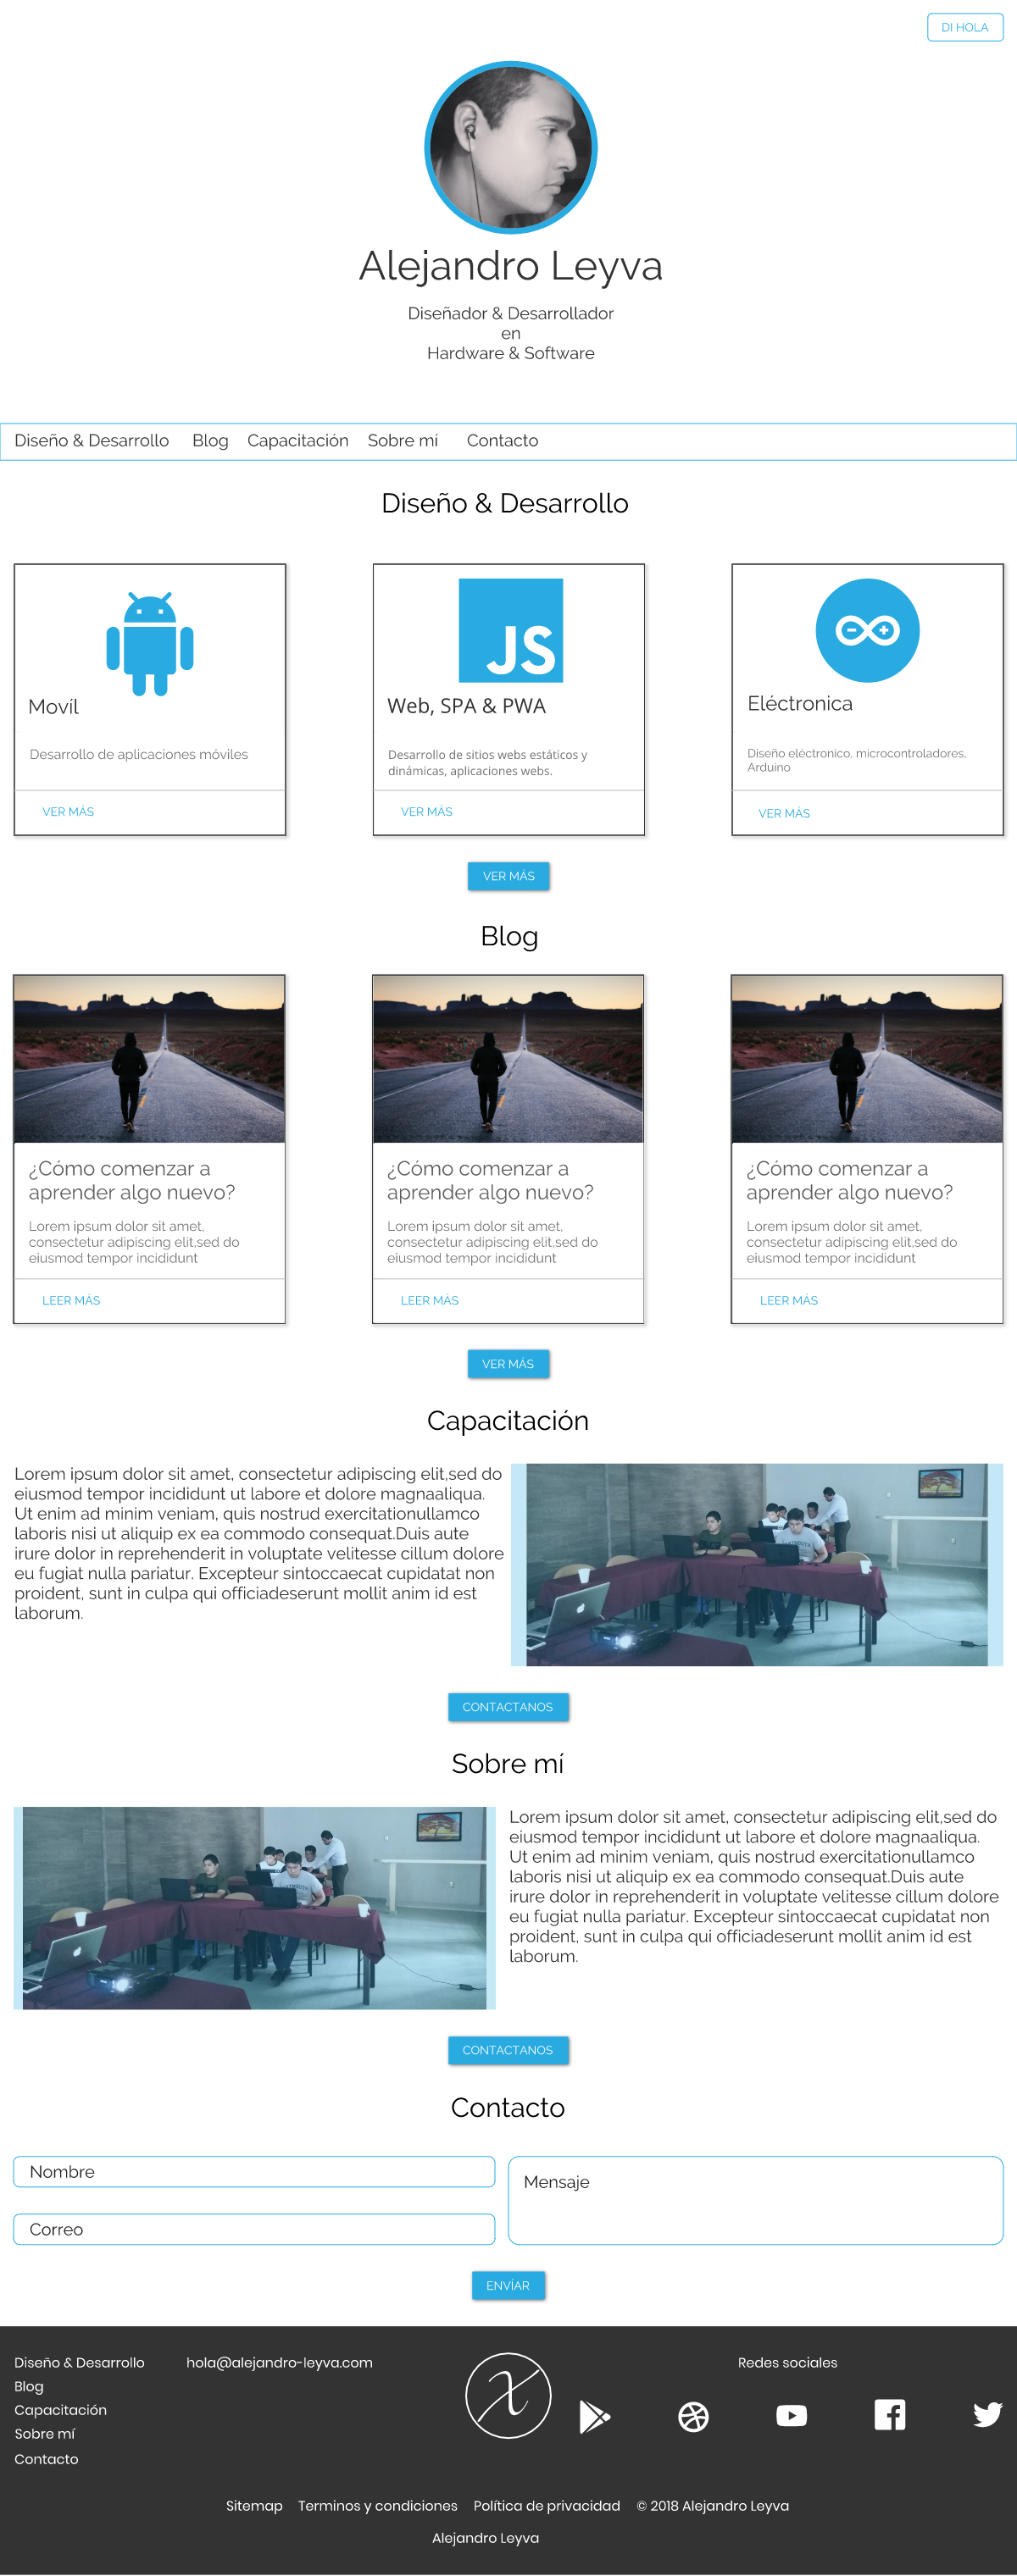 DI HOLA
Alejandro Leyva
Diseñador & Desarrollador
en
Hardware & Software
Diseño & Desarrollo Blog Capacitación Sobre mí Contacto
Diseño & Desarrollo
Movíl
Desarrollo de aplicaciones móviles
VER MÁS
JS
Web, SPA & PWA
Desarrollo de sitios webs estáticos y
dinámicas, aplicaciones webs.
VER MÁS
Eléctronica
Diseño eléctronico, microcontroladores,
Arduino
VER MÁS
VER MÁS
Blog
¿Cómo comenzar a
aprender algo nuevo?
Lorem ipsum dolor sit amet,
consectetur adipiscing elit,sed do
eiusmod tempor incididunt
LEER MÁS
¿Cómo comenzar a
aprender algo nuevo?
Lorem ipsum dolor sit amet,
consectetur adipiscing elit,sed do
eiusmod tempor incididunt
LEER MÁS
¿Cómo comenzar a
aprender algo nuevo?
Lorem ipsum dolor sit amet,
consectetur adipiscing elit,sed do
eiusmod tempor incididunt
LEER MÁS
VER MÁS
Capacitación
Lorem ipsum dolor sit amet, consectetur adipiscing elit,sed do
eiusmod tempor incididunt ut labore et dolore magnaaliqua.
Ut enim ad minim veniam, quis nostrud exercitationullamco
laboris nisi ut aliquip ex ea commodo consequat.Duis aute
irure dolor in reprehenderit in voluptate velitesse cillum dolore
eu fugiat nulla pariatur. Excepteur sintoccaecat cupidatat non
proident, sunt in culpa qui officiadeserunt mollit anim id est
laborum.
CONTACTANOS
Sobre mí
Lorem ipsum dolor sit amet, consectetur adipiscing elit,sed do
eiusmod tempor incididunt ut labore et dolore magnaaliqua.
Ut enim ad minim veniam, quis nostrud exercitationullamco
laboris nisi ut aliquip ex ea commodo consequat.Duis aute
irure dolor in reprehenderit in voluptate velitesse cillum dolore
eu fugiat nulla pariatur. Excepteur sintoccaecat cupidatat non
proident, sunt in culpa qui officiadeserunt mollit anim id est
laborum.
CONTACTANOS
Contacto
Nombre
Correo
Mensaje
ENVÍAR
Diseño & Desarrollo
Blog
Capacitación
Sobre mí
Contacto
hola@alejandro-leyva.com
Redes sociales
Sitemap Terminos y condiciones Política de privacidad © 2018 Alejandro Leyva
Alejandro Leyva